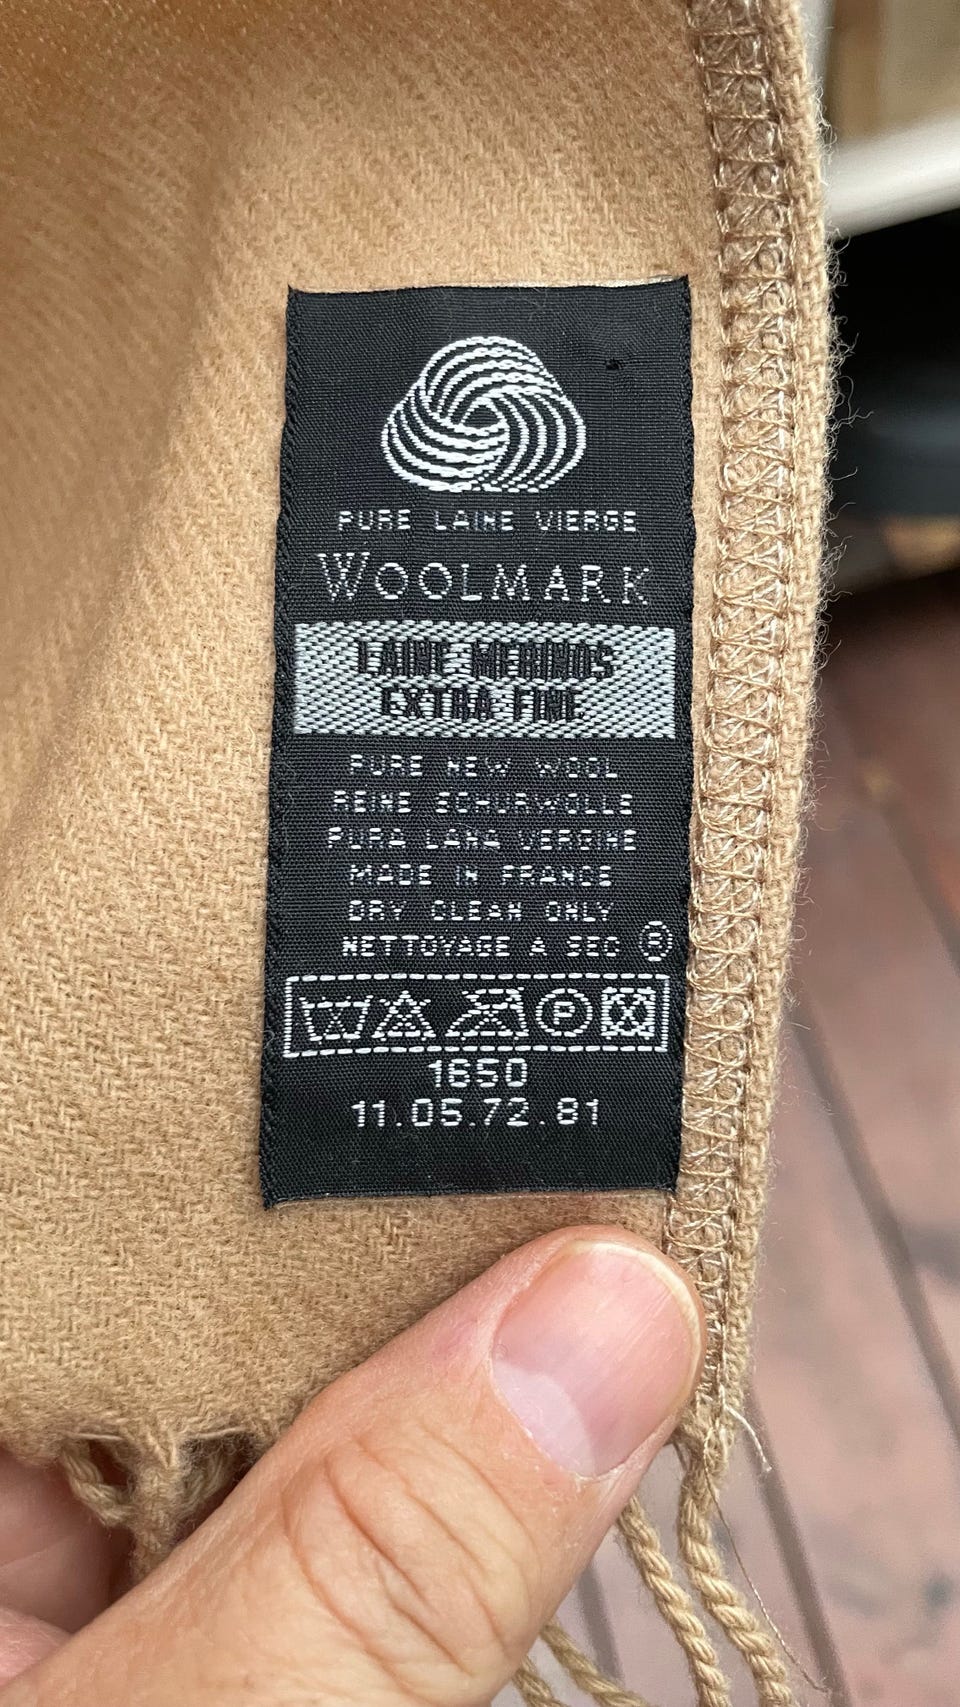 PURE LAINE VIERGE
WOOLMARK
LAINE MERINOS
EXTRA FINE
PURE NEW WOOL
REINE SCHURWOLLE
PURA LANA VERGINE
MADE IN FRANCE
DRY CLEAN ONLY
NETTOYAGE A SEC ®
P
1650
11.05.72.81